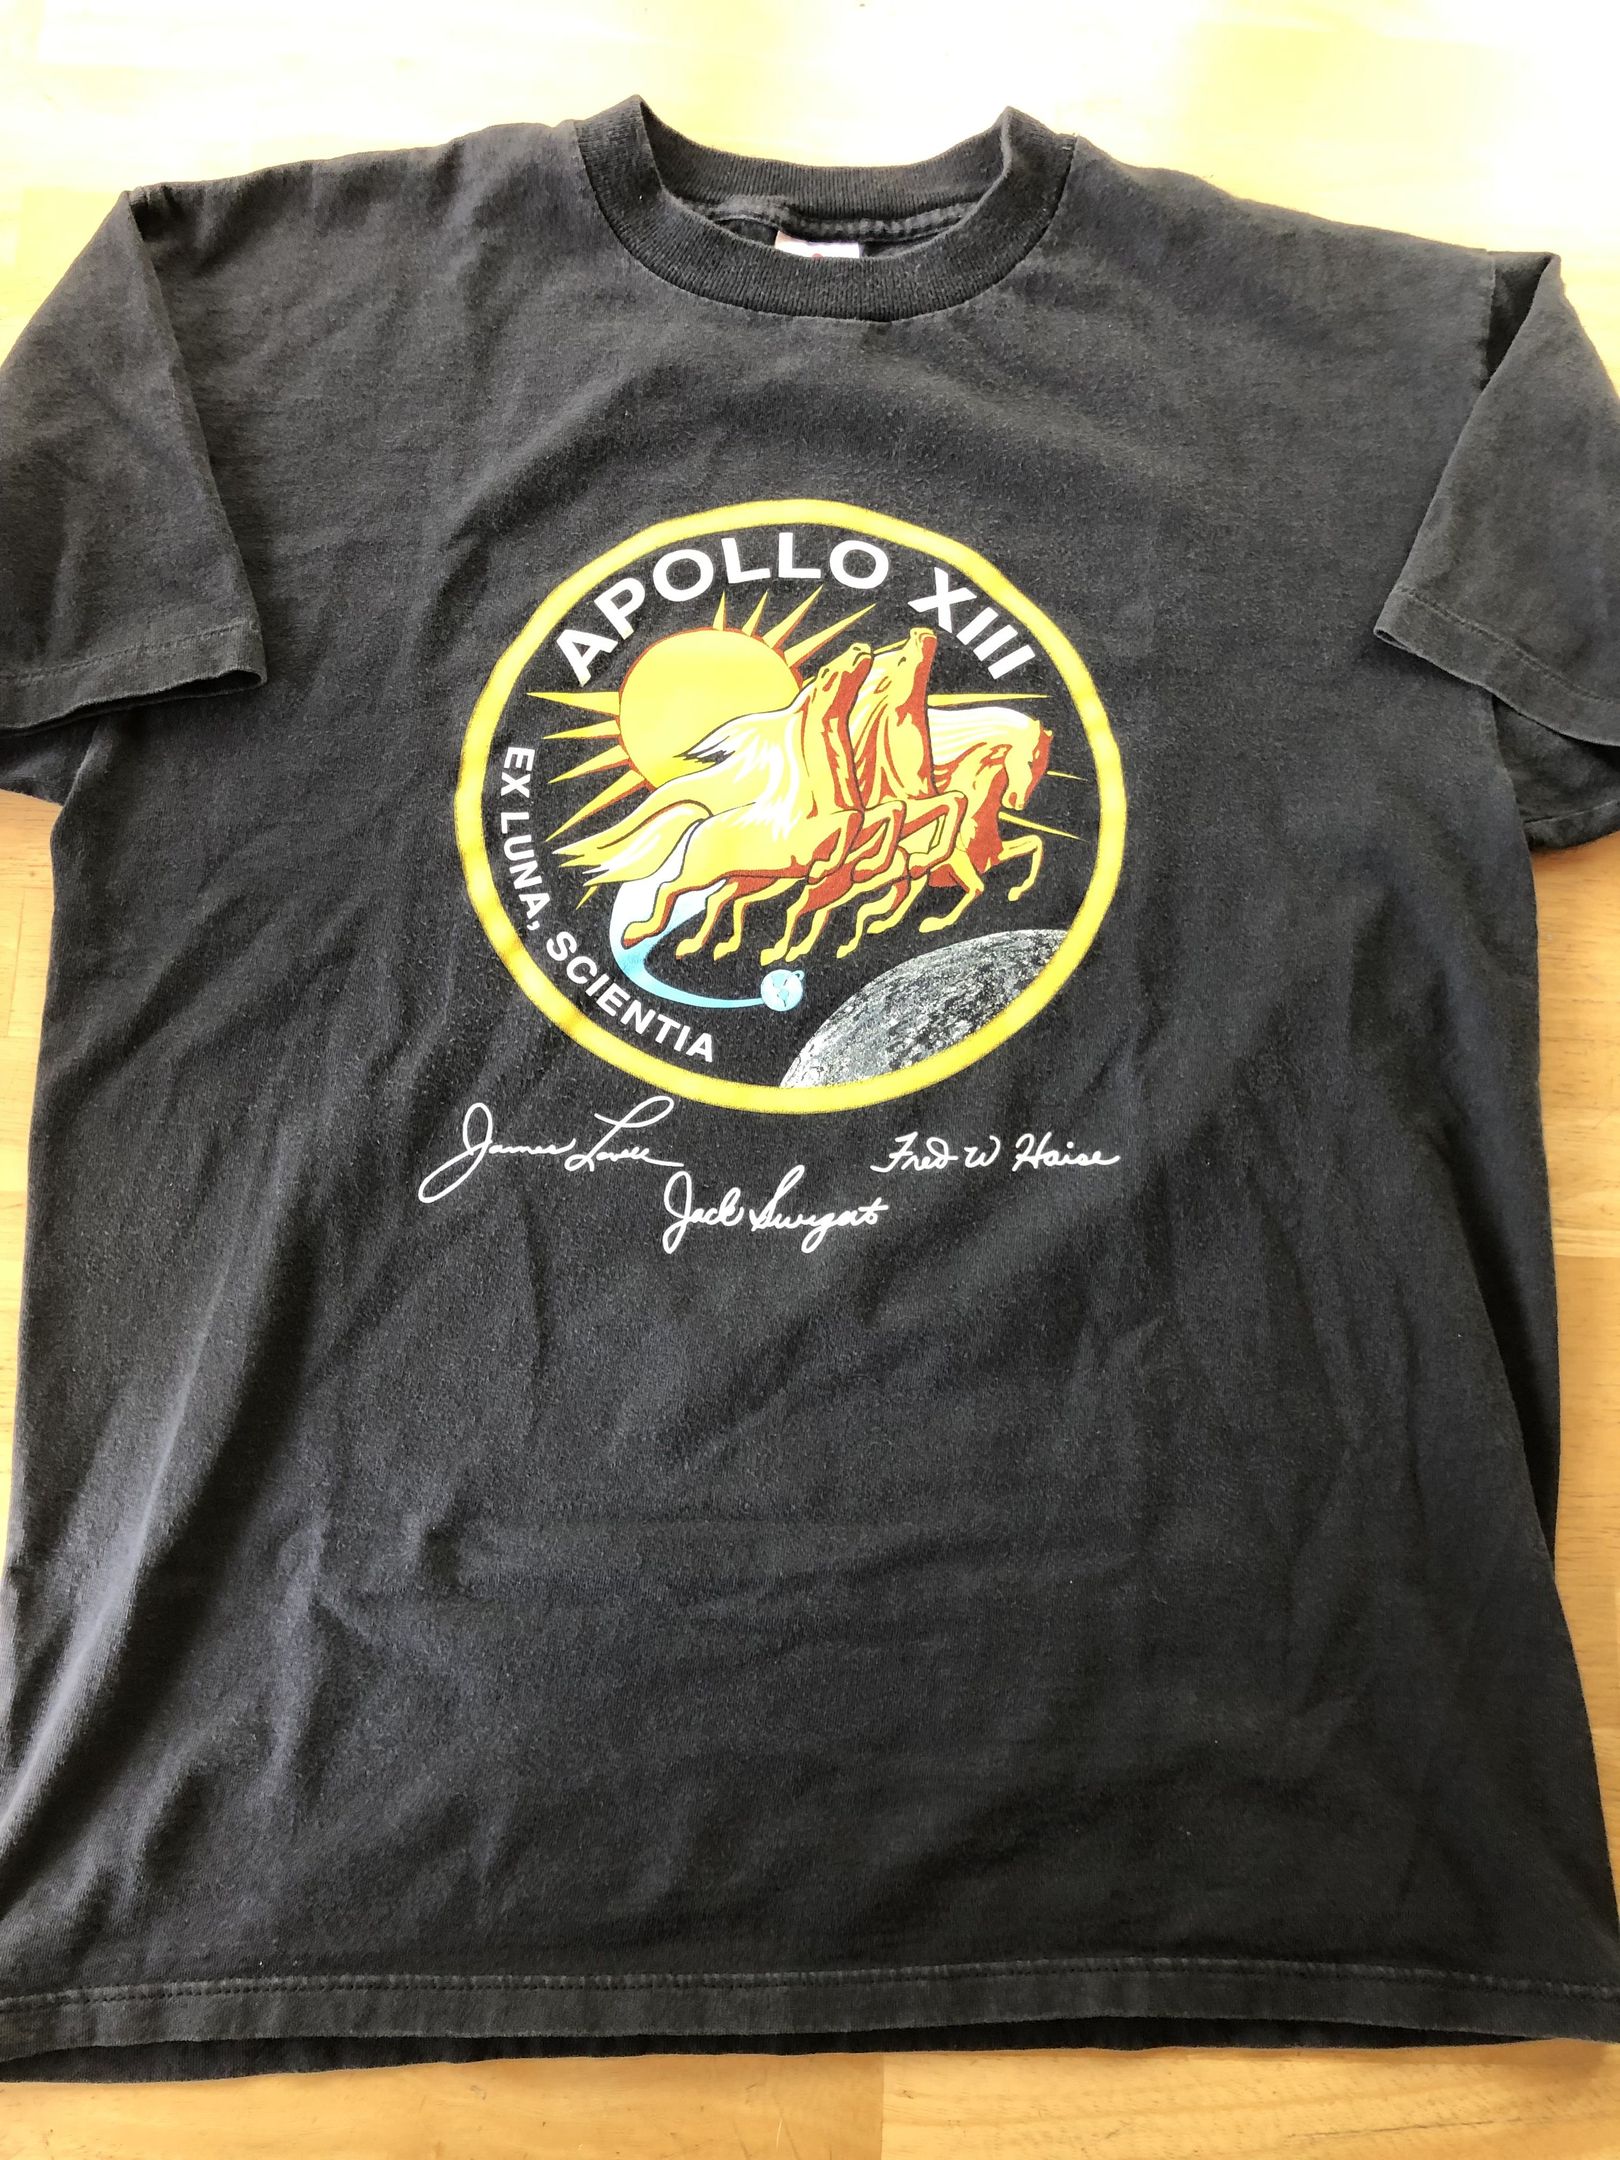 APOLLO XIII
EX LUNA, SCIENTIA
James Lovell
Fred W Haise
Jack Swigert